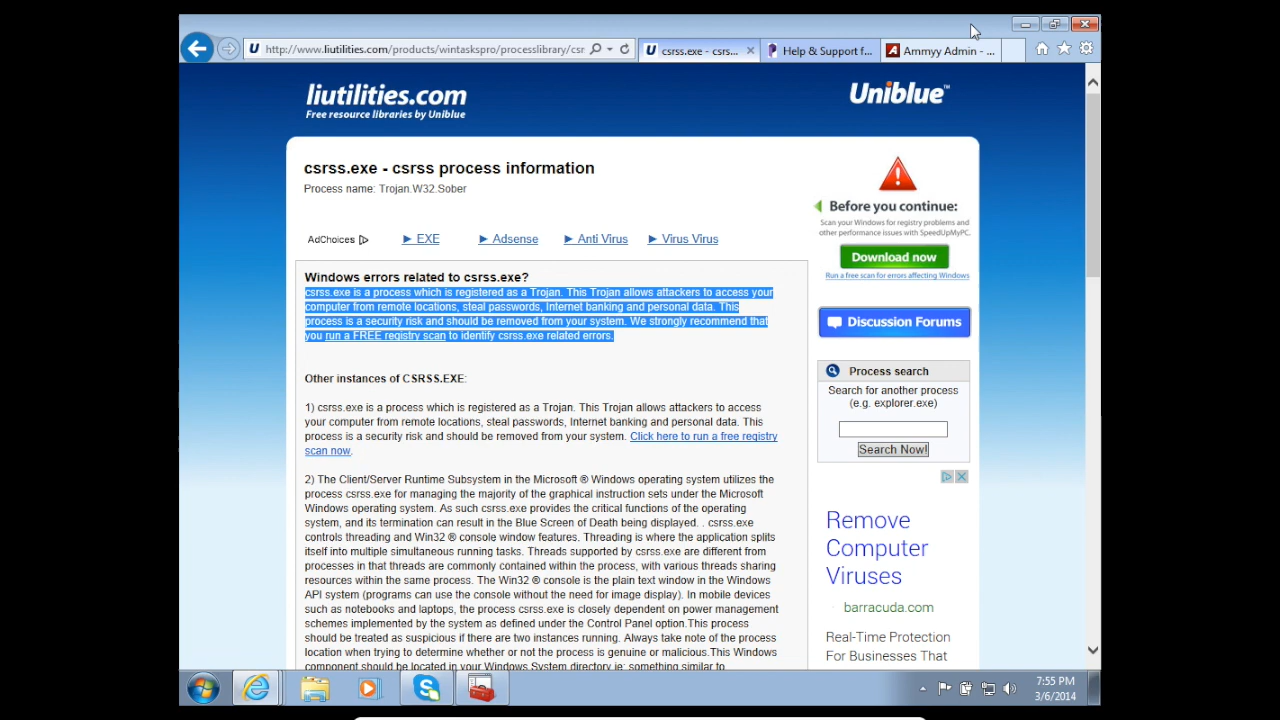 http://www.liutilities.com/products/wintaskspro/processlibrary/csr
csrss.exe - csrs...
Help & Support f...
Ammyy Admin - ...
liutilities.com
Free resource libraries by Uniblue
Uniblue™
csrss.exe - csrss process information
Process name: Trojan.W32.Sober
AdChoices
► EXE
► Adsense
► Anti Virus
► Virus Virus
Windows errors related to csrss.exe?
csrss.exe is a process which is registered as a Trojan. This Trojan allows attackers to access your
computer from remote locations, steal passwords, Internet banking and personal data. This
process is a security risk and should be removed from your system. We strongly recommend that
you run a FREE registry scan to identify csrss.exe related errors.
Other instances of CSRSS.EXE:
1) csrss.exe is a process which is registered as a Trojan. This Trojan allows attackers to access
your computer from remote locations, steal passwords, Internet banking and personal data. This
process is a security risk and should be removed from your system. Click here to run a free registry
scan now.
2) The Client/Server Runtime Subsystem in the Microsoft ® Windows operating system utilizes the
process csrss.exe for managing the majority of the graphical instruction sets under the Microsoft
Windows operating system. As such csrss.exe provides the critical functions of the operating
system, and its termination can result in the Blue Screen of Death being displayed. . csrss.exe
controls threading and Win32 ® console window features. Threading is where the application splits
itself into multiple simultaneous running tasks. Threads supported by csrss.exe are different from
processes in that threads are commonly contained within the process, with various threads sharing
resources within the same process. The Win32 ® console is the plain text window in the Windows
API system (programs can use the console without the need for image display). In mobile devices
such as notebooks and laptops, the process csrss.exe is closely dependent on power management
schemes implemented by the system as defined under the Control Panel option.This process
should be treated as suspicious if there are two instances running. Always take note of the process
location when trying to determine whether or not the process is genuine or malicious.This Windows
component should be located in your Windows System directory ie: something similar to
Before you continue:
Scan your Windows for registry problems and
other performance issues with SpeedUpMyPC.
Download now
Run a free scan for errors affecting Windows
Discussion Forums
Process search
Search for another process
(e.g. explorer.exe)
Search Now!
Remove
Computer
Viruses
barracuda.com
Real-Time Protection
For Businesses That
7:55 PM
3/6/2014